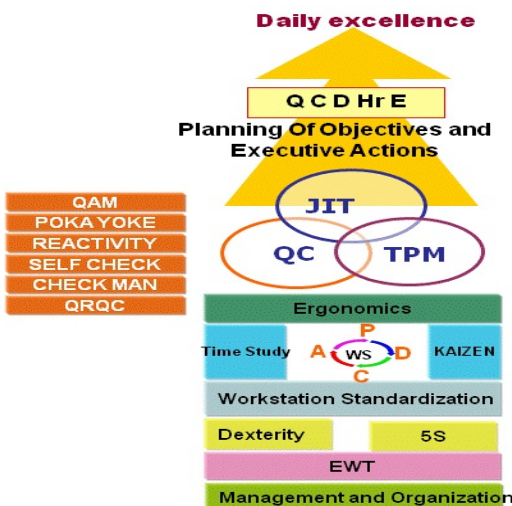 Daily excellence
Q C D Hr E
Planning Of Objectives and
Executive Actions
JIT
QC
TPM
QAM
POKA YOKE
REACTIVITY
SELF CHECK
CHECK MAN
QRQC
Ergonomics
Time Study
P
A
WS
D
C
KAIZEN
Workstation Standardization
Dexterity
5S
EWT
Management and Organization